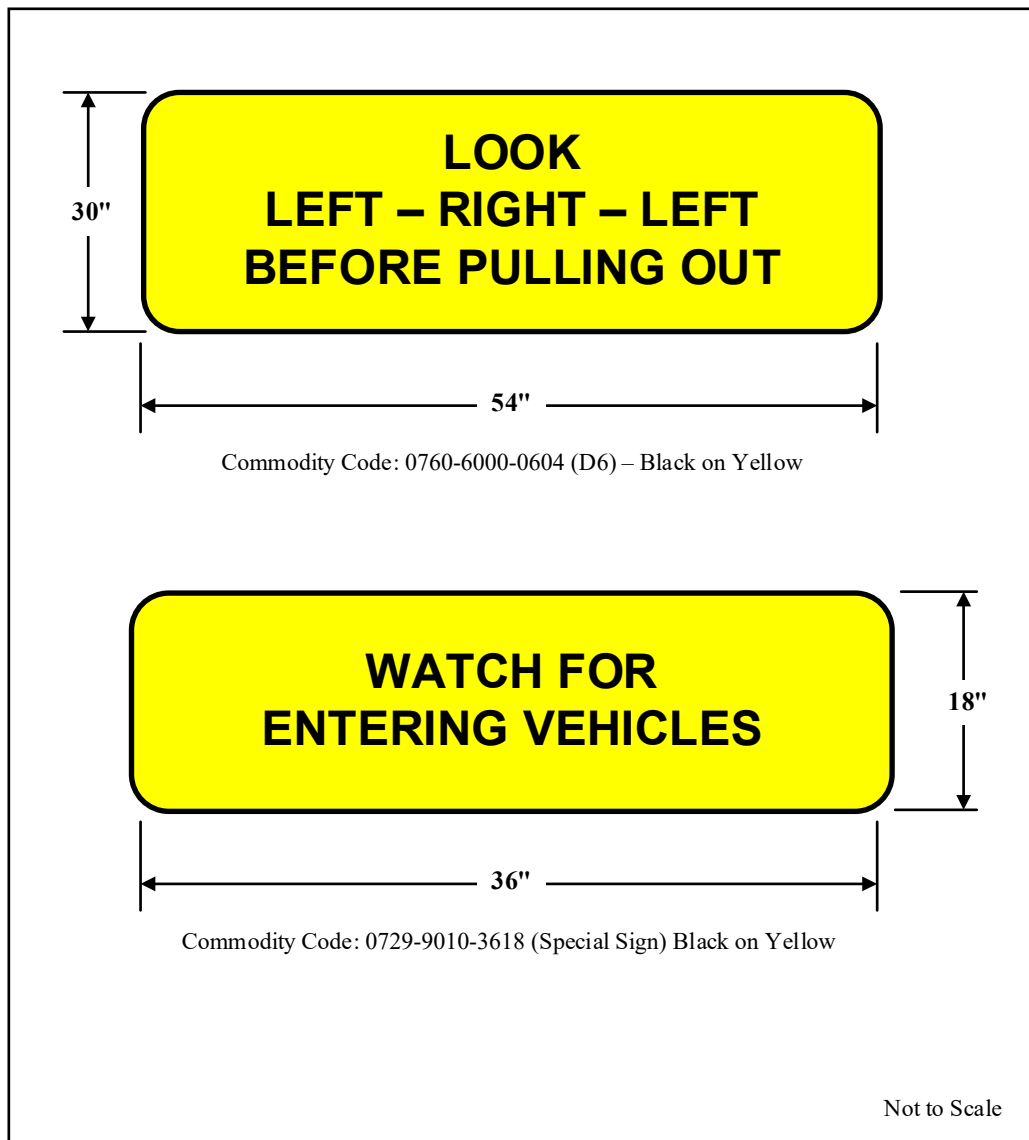 LOOK
LEFT – RIGHT – LEFT
BEFORE PULLING OUT
30"
54"
Commodity Code: 0760-6000-0604 (D6) – Black on Yellow
WATCH FOR
ENTERING VEHICLES
18"
36"
Commodity Code: 0729-9010-3618 (Special Sign) Black on Yellow
Not to Scale